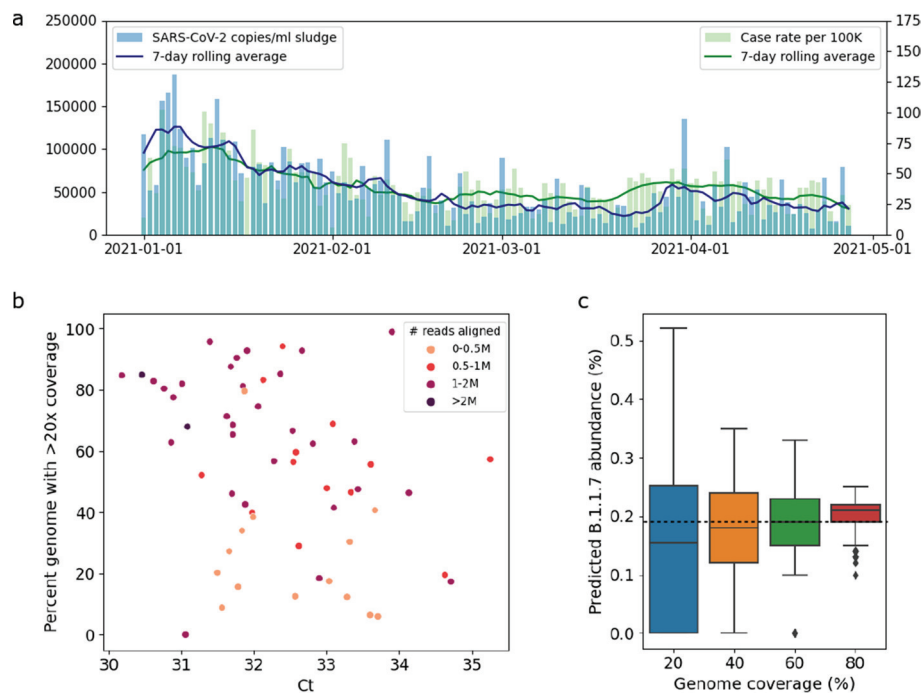 a
250000
200000
150000
100000
50000
0
SARS-CoV-2 copies/ml sludge
7-day rolling average
Case rate per 100K
7-day rolling average
175
150
125
100
75
50
25
0
2021-01-01 2021-02-01 2021-03-01 2021-04-01 2021-05-01
b
Percent genome with >20x coverage
100
80
60
40
20
0
# reads aligned
0-0.5M
0.5-1M
1-2M
>2M
30 31 32 33 34 35
Ct
c
Predicted B.1.1.7 abundance (%)
0.5
0.4
0.3
0.2
0.1
0.0
20 40 60 80
Genome coverage (%)